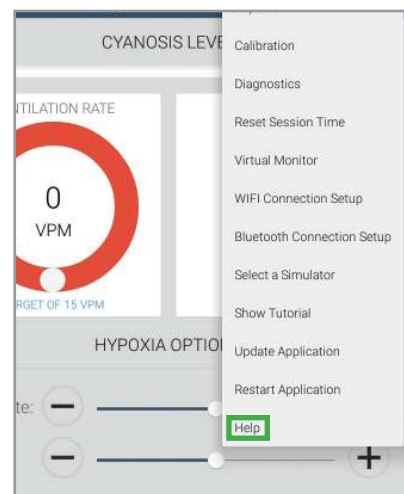 CYANOSIS LEVE
Calibration
Diagnostics
NTILATION RATE
Reset Session Time
Virtual Monitor
0
WIFI Connection Setup
VPM
Bluetooth Connection Setup
Select a Simulator
RGET OF 15 VPM
Show Tutorial
HYPOXIA OPTIO
Update Application
Restart Application
te:
Help